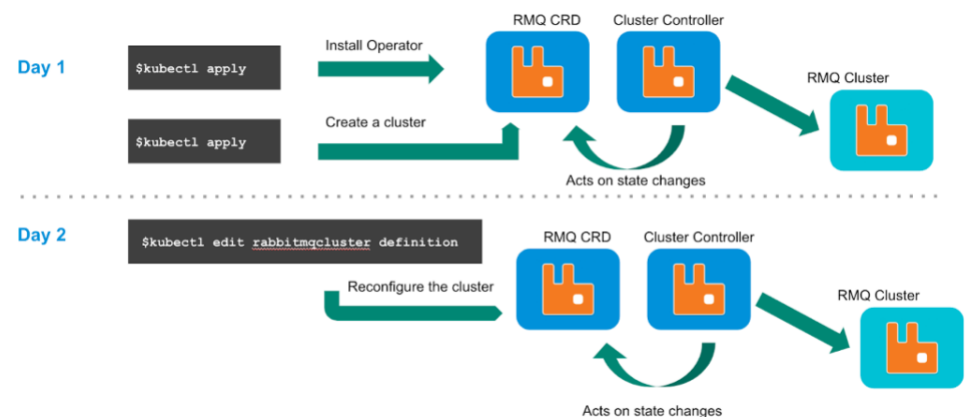 RMQ CRD
Cluster Controller
Install Operator
Day 1
$kubectl apply
RMQ Cluster
Create a cluster
$kubectl apply
Acts on state changes
Day 2
$kubectl edit rabbitmqcluster definition
RMQ CRD
Cluster Controller
Reconfigure the cluster
RMQ Cluster
Acts on state changes